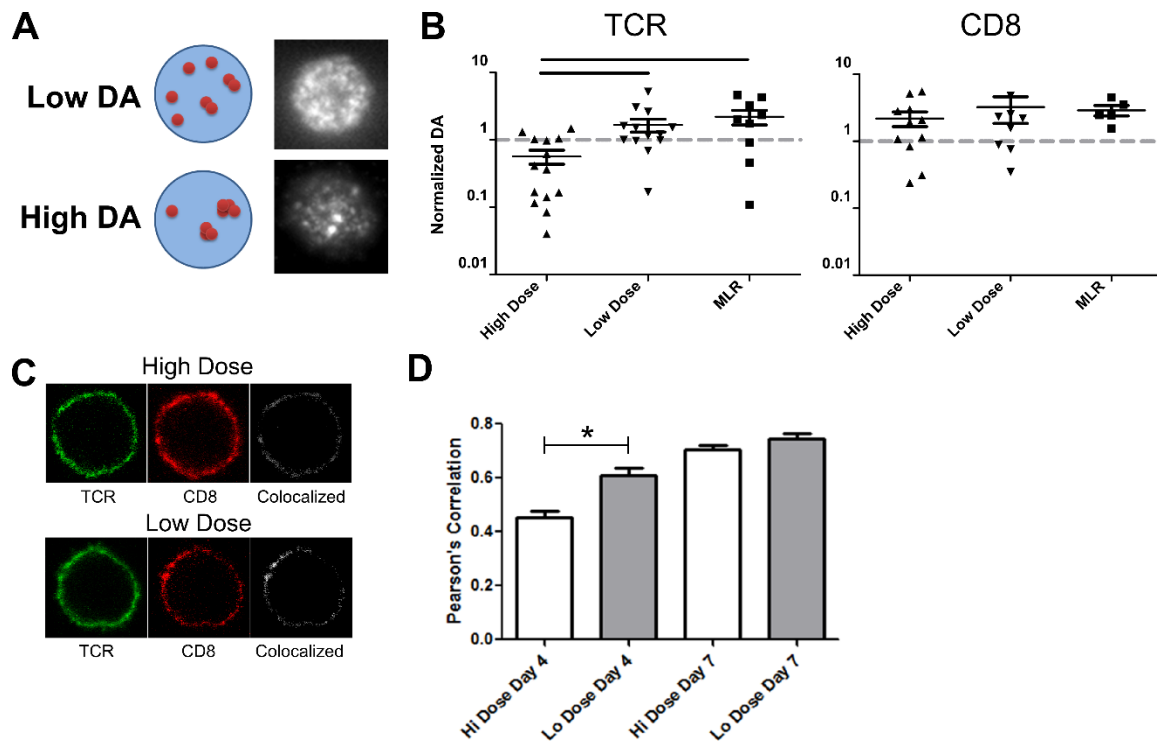 A
Low DA
High DA
B
TCR
CD8
Normalized DA
10
1
0.1
0.01
High Dose
Low Dose
MLR
10
1
0.1
0.01
High Dose
Low Dose
MLR
C
High Dose
TCR
CD8
Colocalized
Low Dose
TCR
CD8
Colocalized
D
Pearson's Correlation
0.8
0.6
0.4
0.2
0.0
*
Hi Dose Day 4
Lo Dose Day 4
Hi Dose Day 7
Lo Dose Day 7